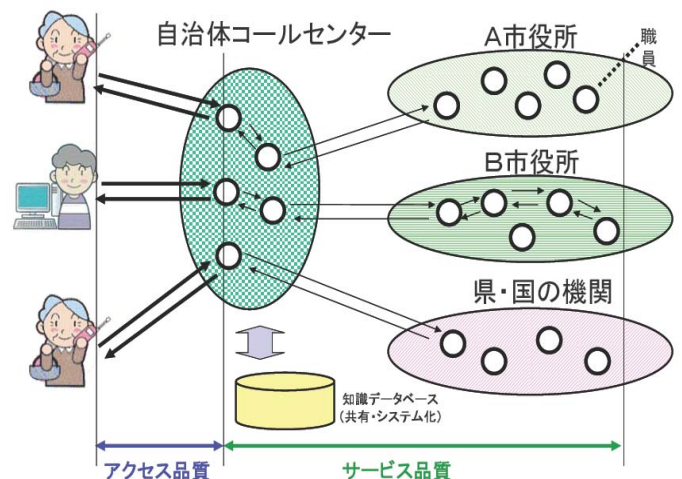 自治体コールセンター
A市役所
職
員
B市役所
県・国の機関
知識データベース
(共有・システム化)
アクセス品質
サービス品質